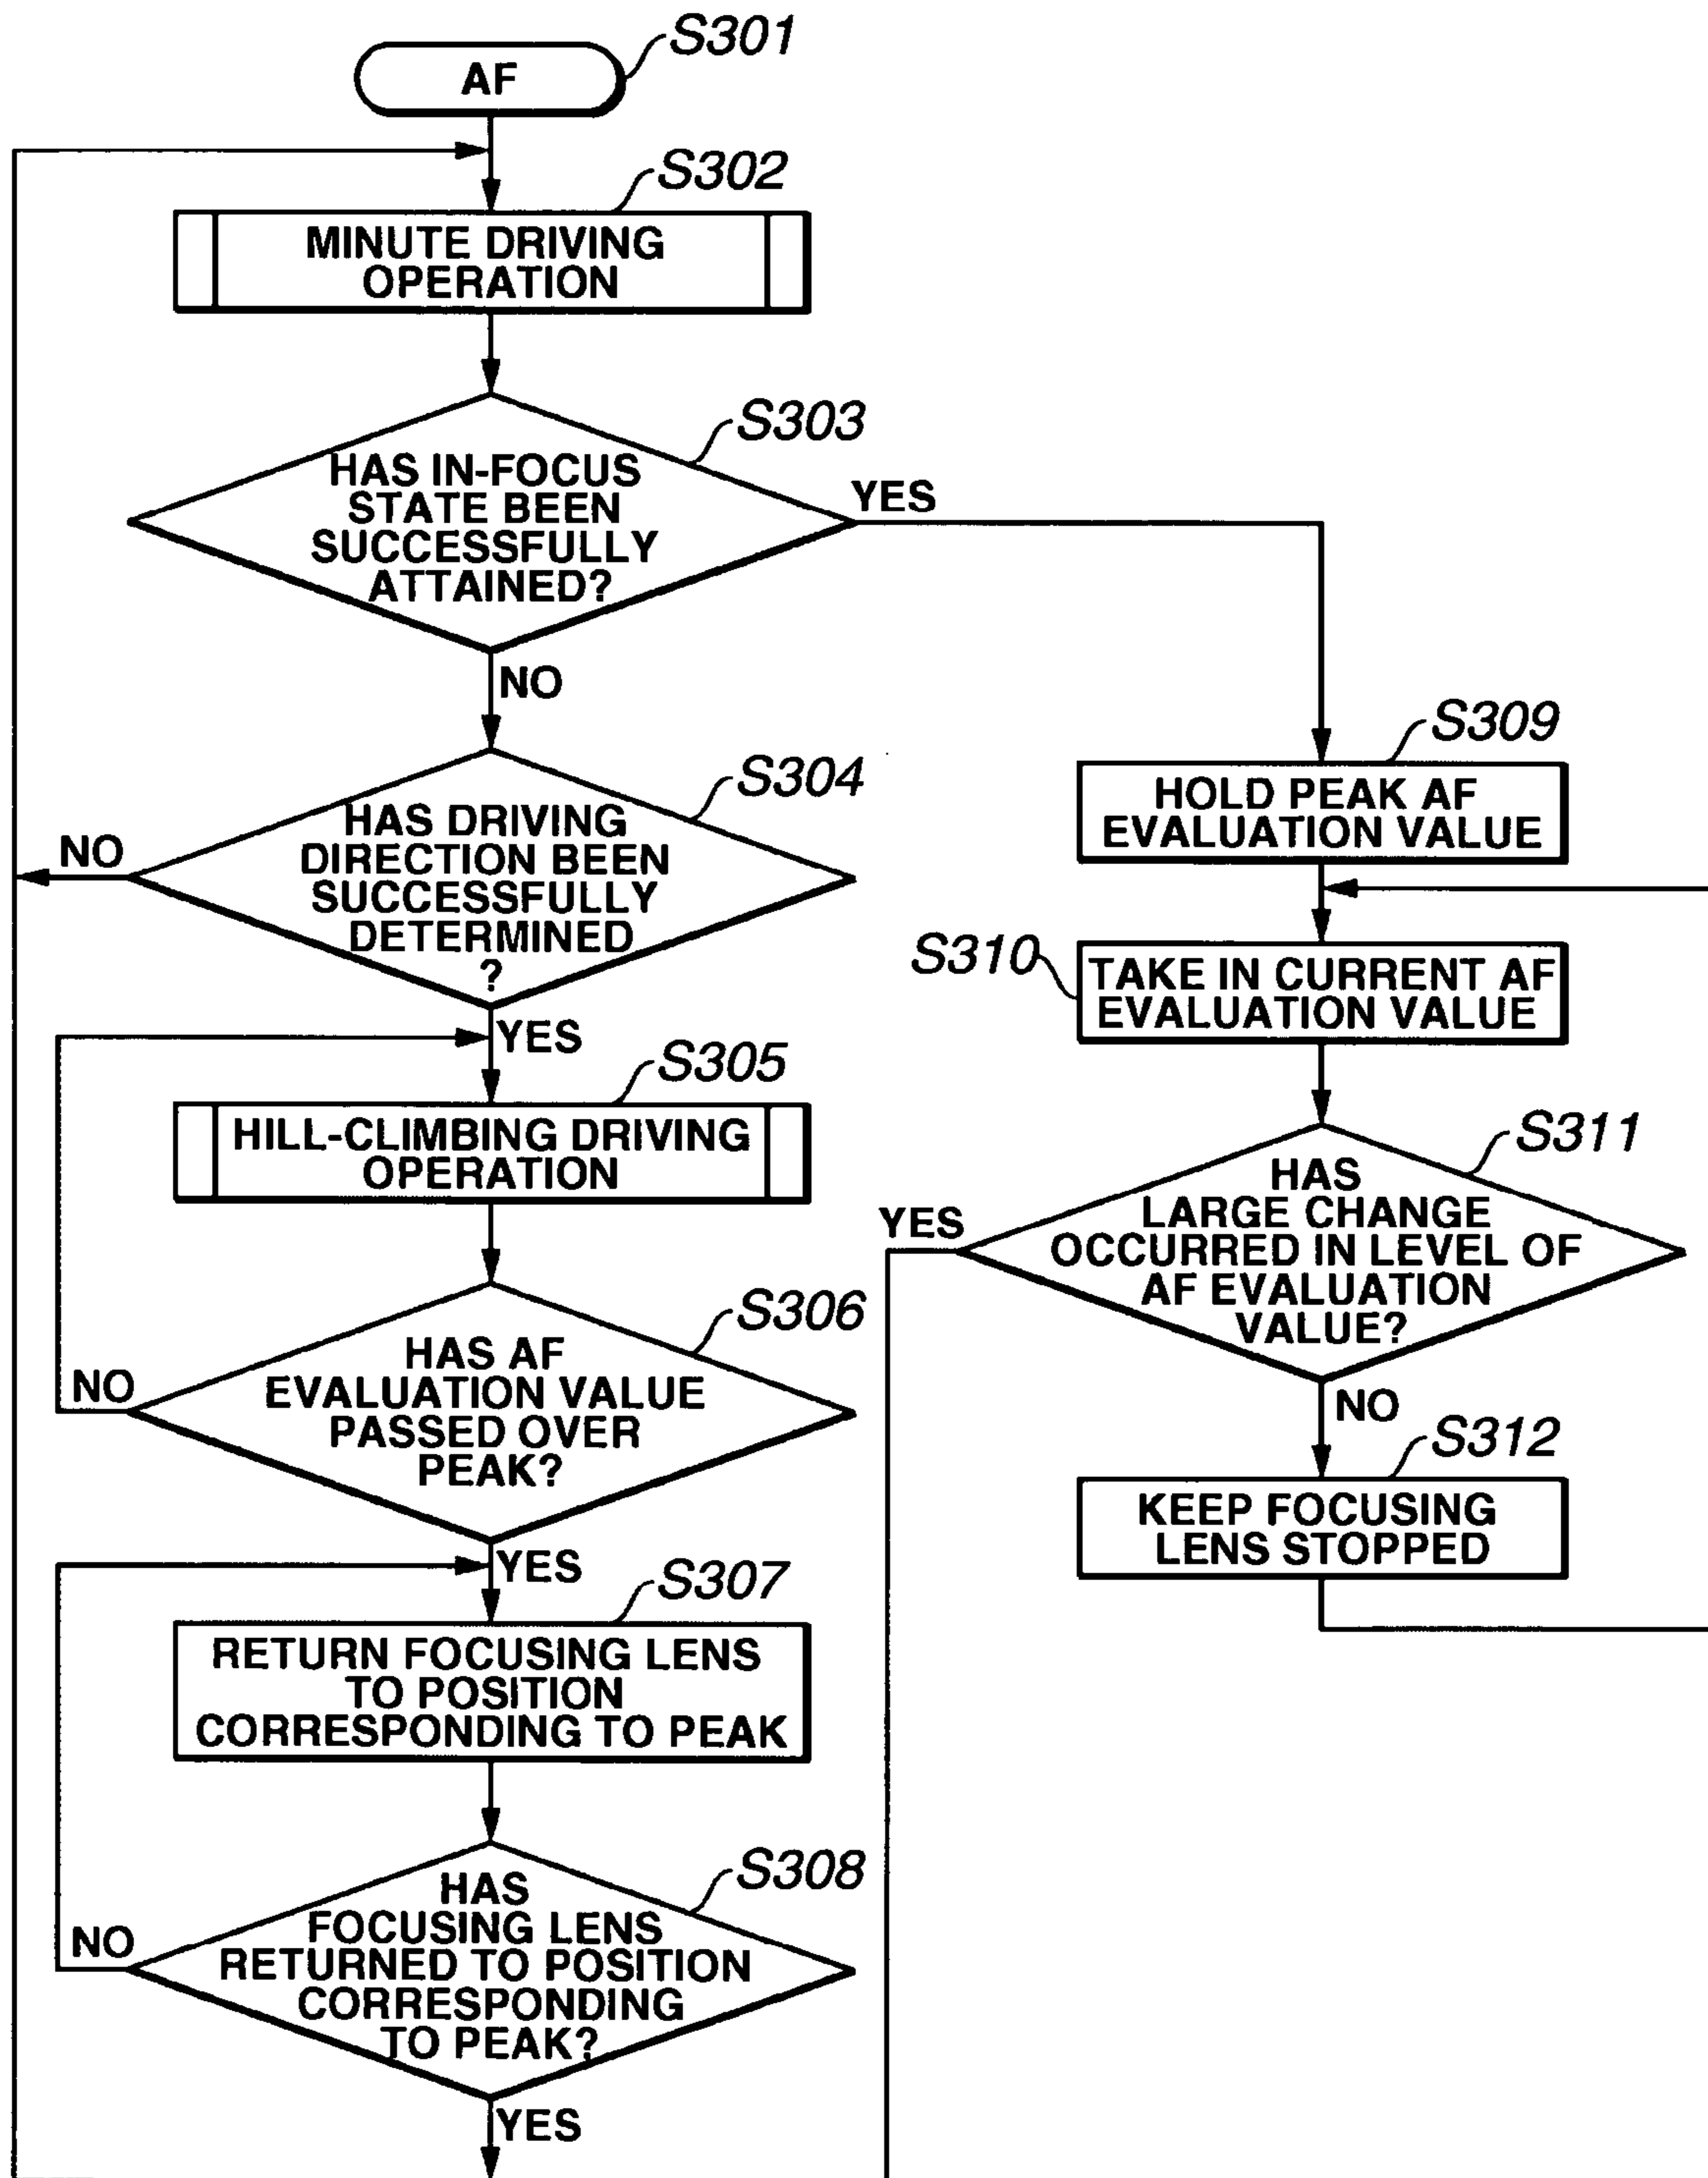 AF
S301
S302
MINUTE DRIVING
OPERATION
S303
HAS IN-FOCUS
STATE BEEN
SUCCESSFULLY
ATTAINED?
YES
NO
S304
HAS DRIVING
DIRECTION BEEN
SUCCESSFULLY
DETERMINED
?
NO
YES
S305
HILL-CLIMBING DRIVING
OPERATION
S306
HAS AF
EVALUATION VALUE
PASSED OVER
PEAK?
NO
YES
S307
RETURN FOCUSING LENS
TO POSITION
CORRESPONDING TO PEAK
S308
HAS
FOCUSING LENS
RETURNED TO POSITION
CORRESPONDING
TO PEAK?
NO
YES
S309
HOLD PEAK AF
EVALUATION VALUE
S310
TAKE IN CURRENT AF
EVALUATION VALUE
S311
HAS
LARGE CHANGE
OCCURRED IN LEVEL OF
AF EVALUATION
VALUE?
YES
NO
S312
KEEP FOCUSING
LENS STOPPED